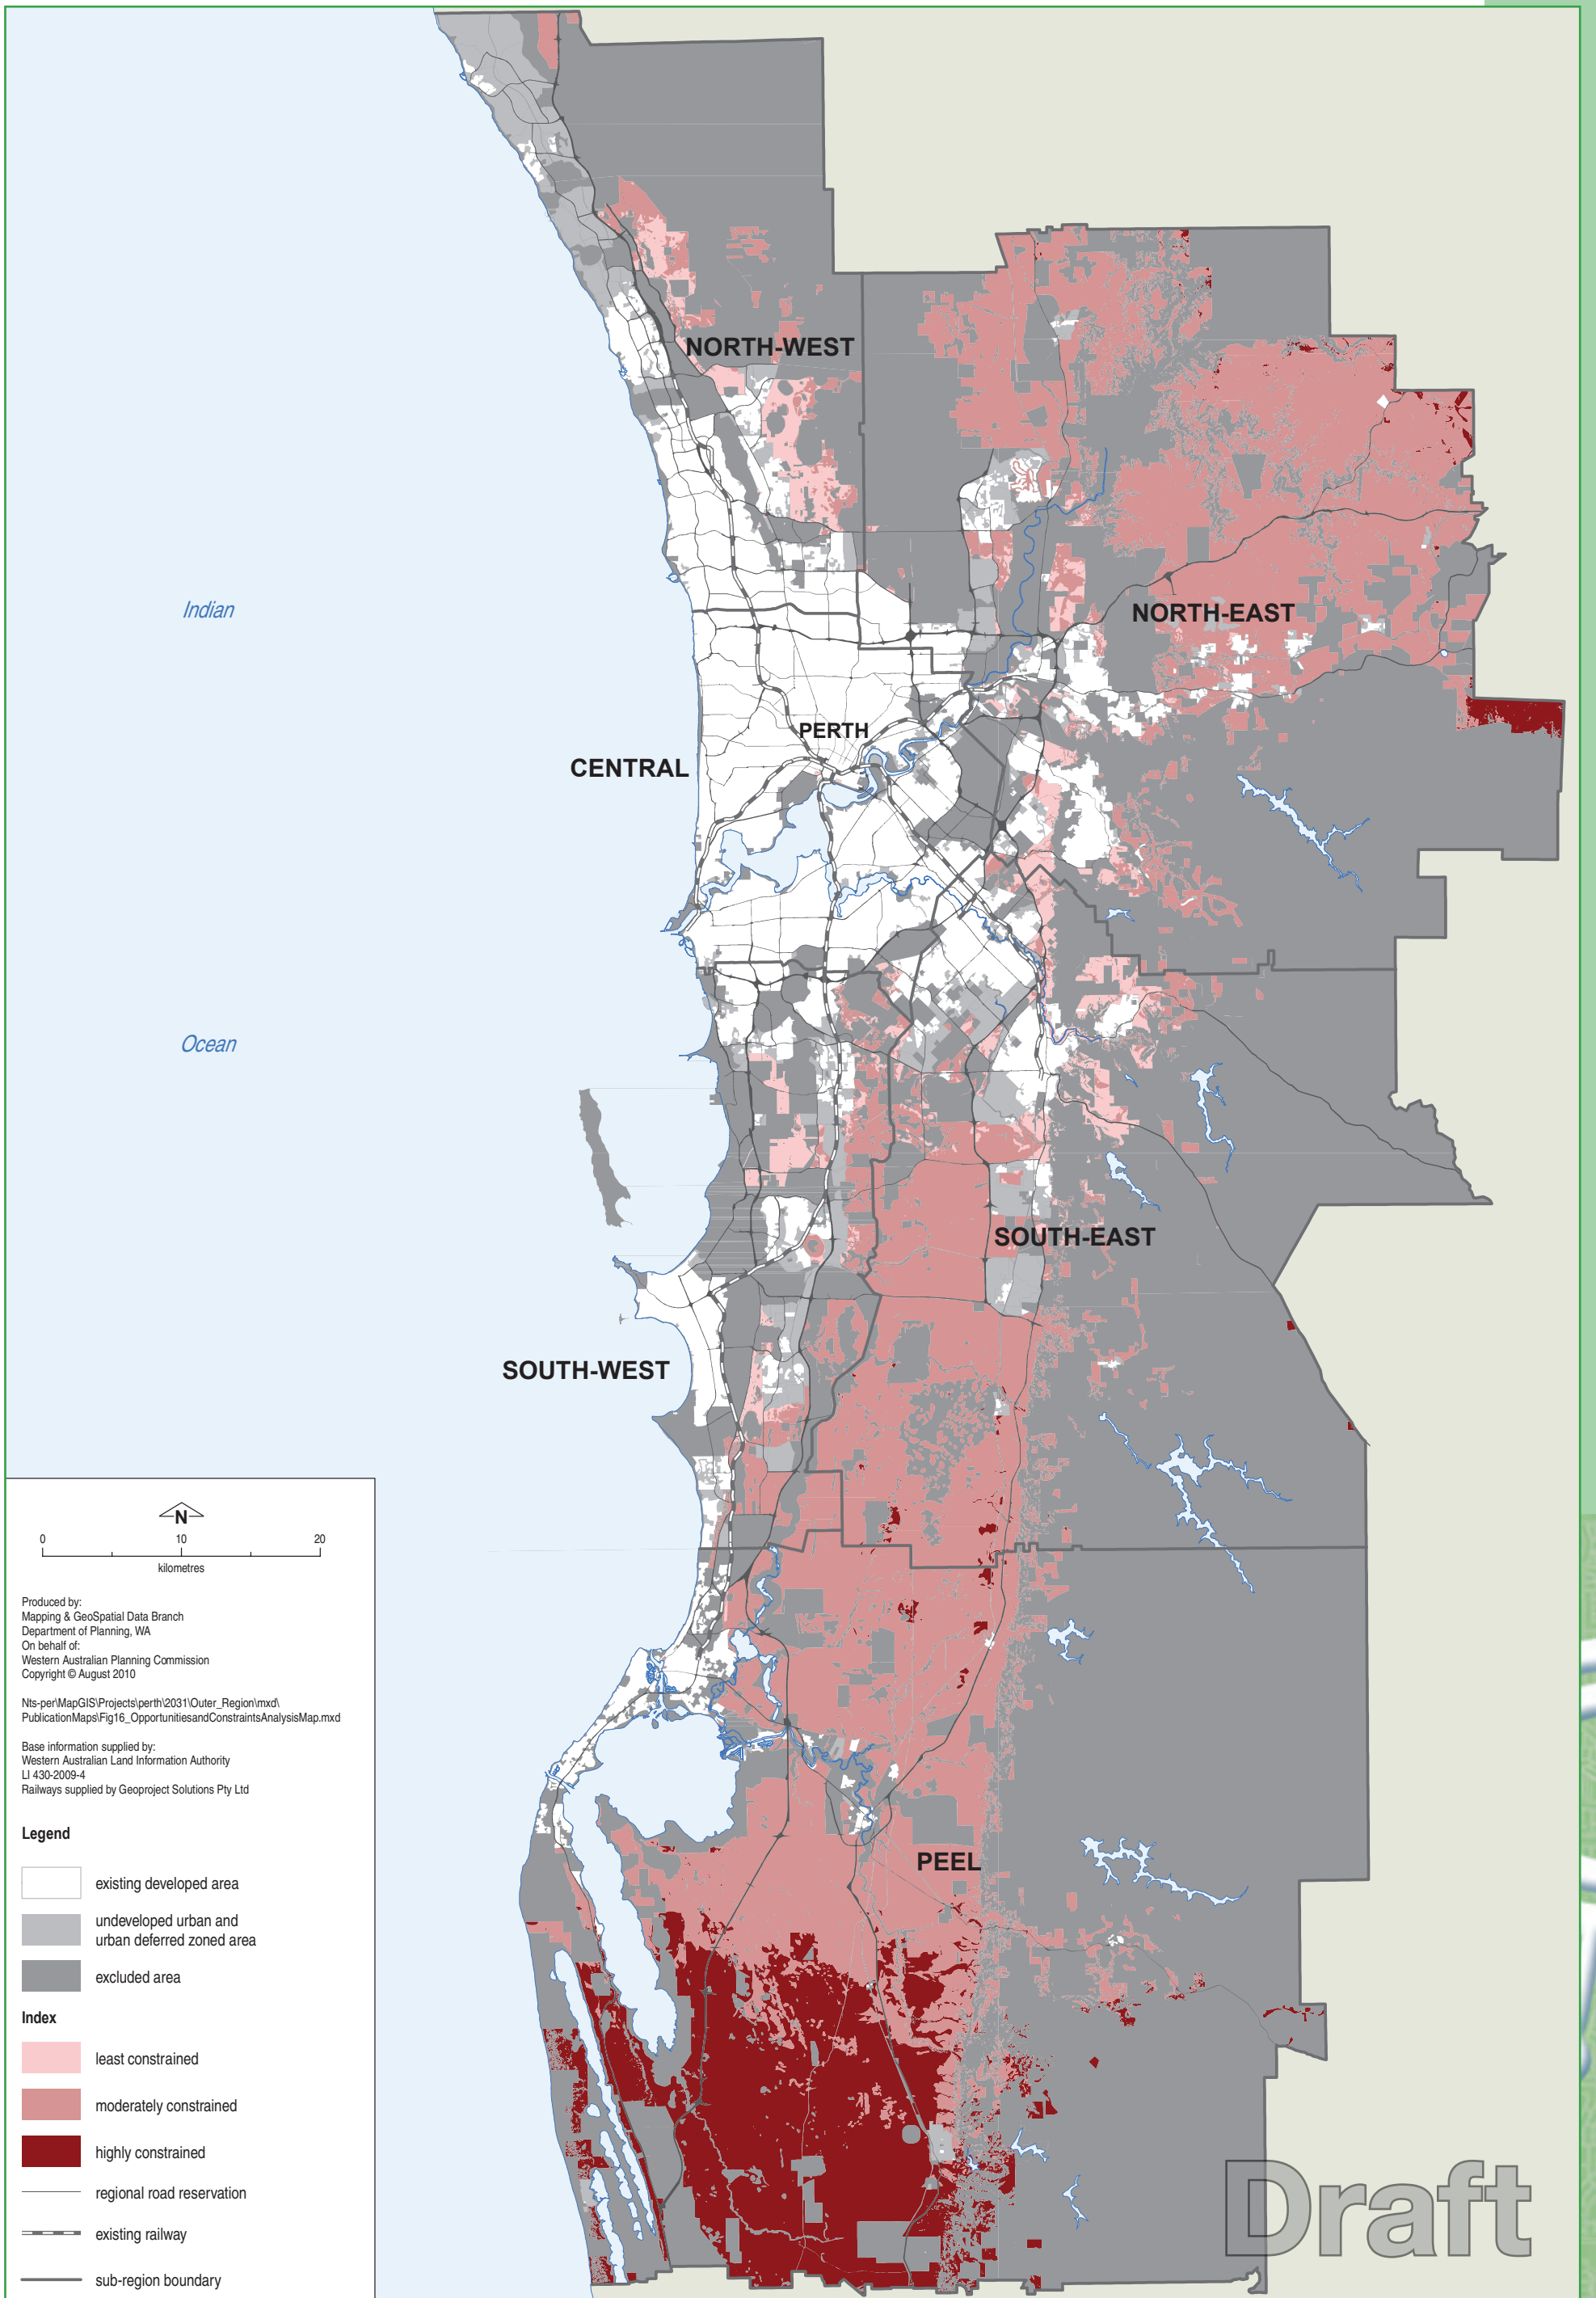 NORTH-WEST
Indian
NORTH-EAST
PERTH
CENTRAL
Ocean
SOUTH-EAST
SOUTH-WEST
PEEL
N
0 10 20
kilometres
Produced by:
Mapping & GeoSpatial Data Branch
Department of Planning, WA
On behalf of:
Western Australian Planning Commission
Copyright © August 2010
Nts-per\MapGIS\Projects\perth\2031\Outer_Region\mxd\
PublicationMaps\Fig16_OpportunitiesandConstraintsAnalysisMap.mxd
Base information supplied by:
Western Australian Land Information Authority
LI 430-2009-4
Railways supplied by Geoproject Solutions Pty Ltd
Legend
existing developed area
undeveloped urban and
urban deferred zoned area
excluded area
Index
least constrained
moderately constrained
highly constrained
regional road reservation
existing railway
sub-region boundary
Draft